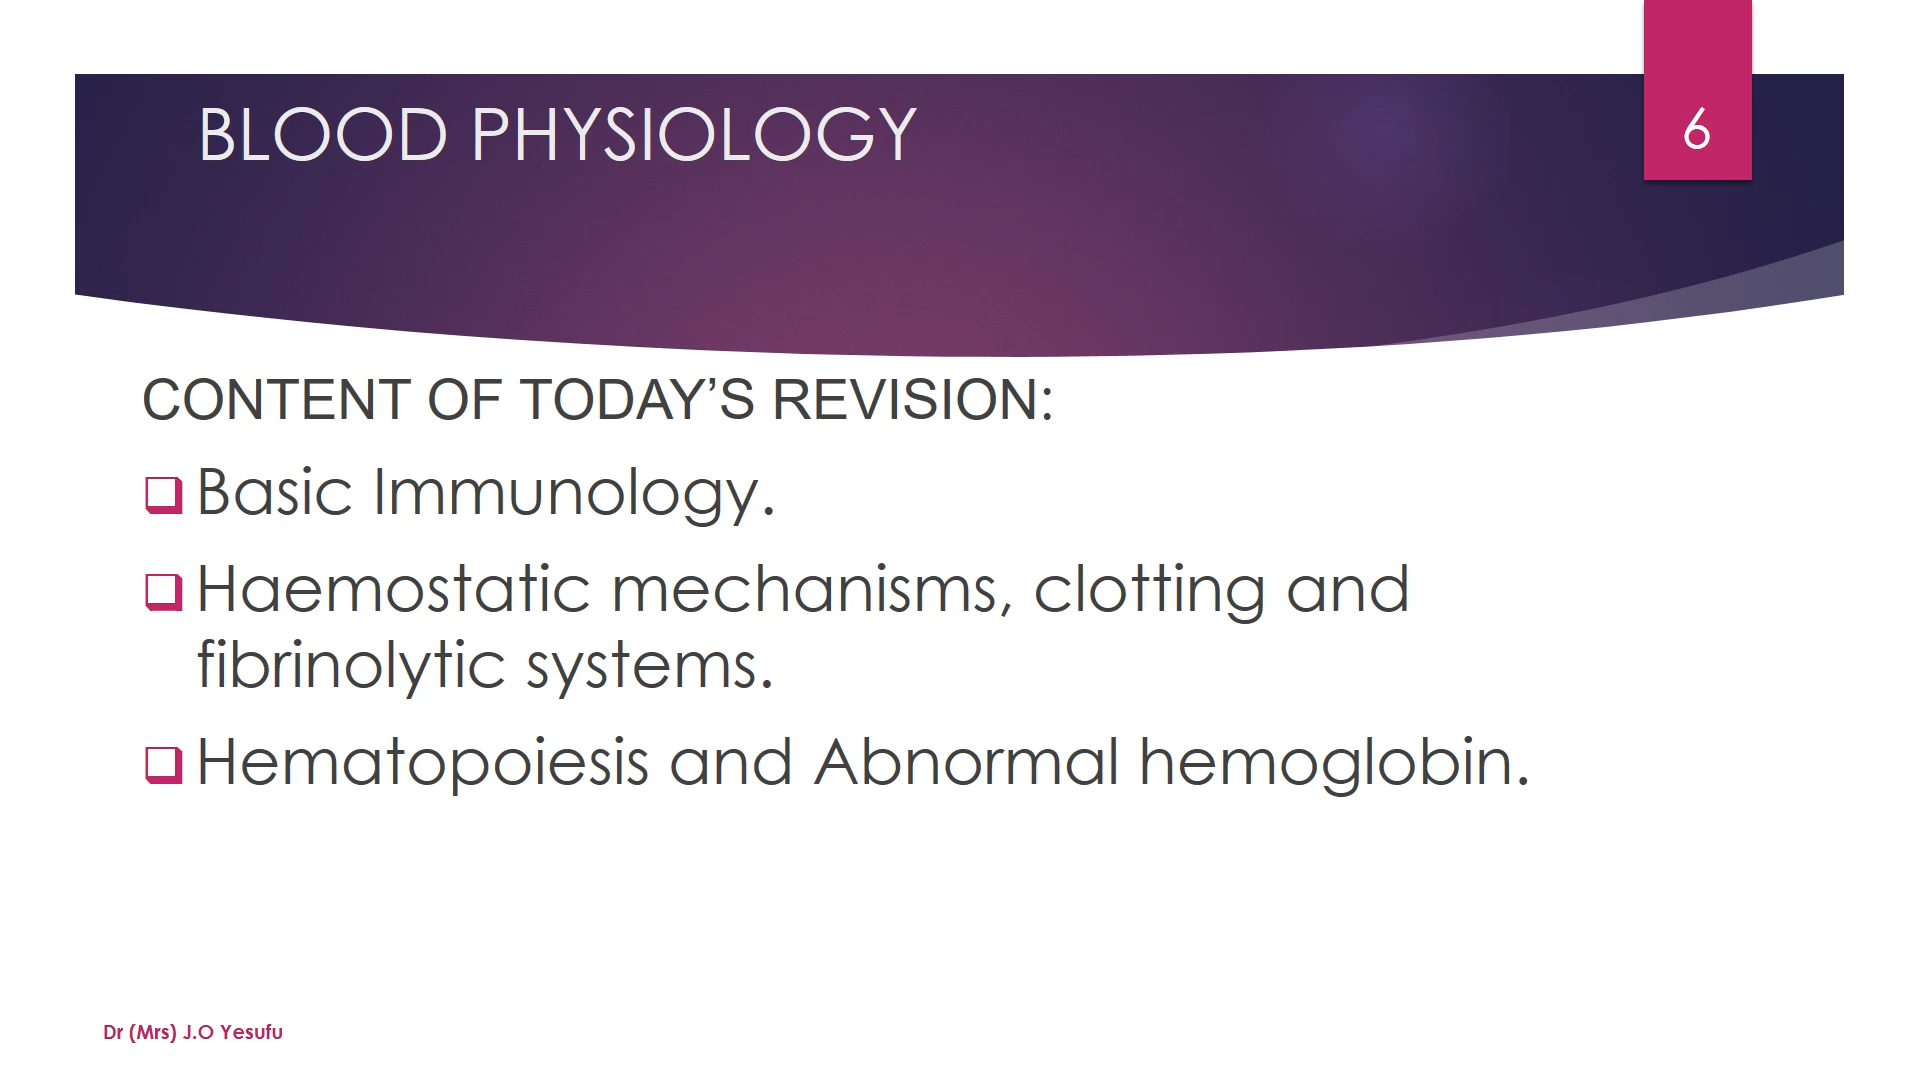 BLOOD PHYSIOLOGY
6
CONTENT OF TODAY’S REVISION:
Basic Immunology.
Haemostatic mechanisms, clotting and
fibrinolytic systems.
Hematopoiesis and Abnormal hemoglobin.
Dr (Mrs) J.O Yesufu